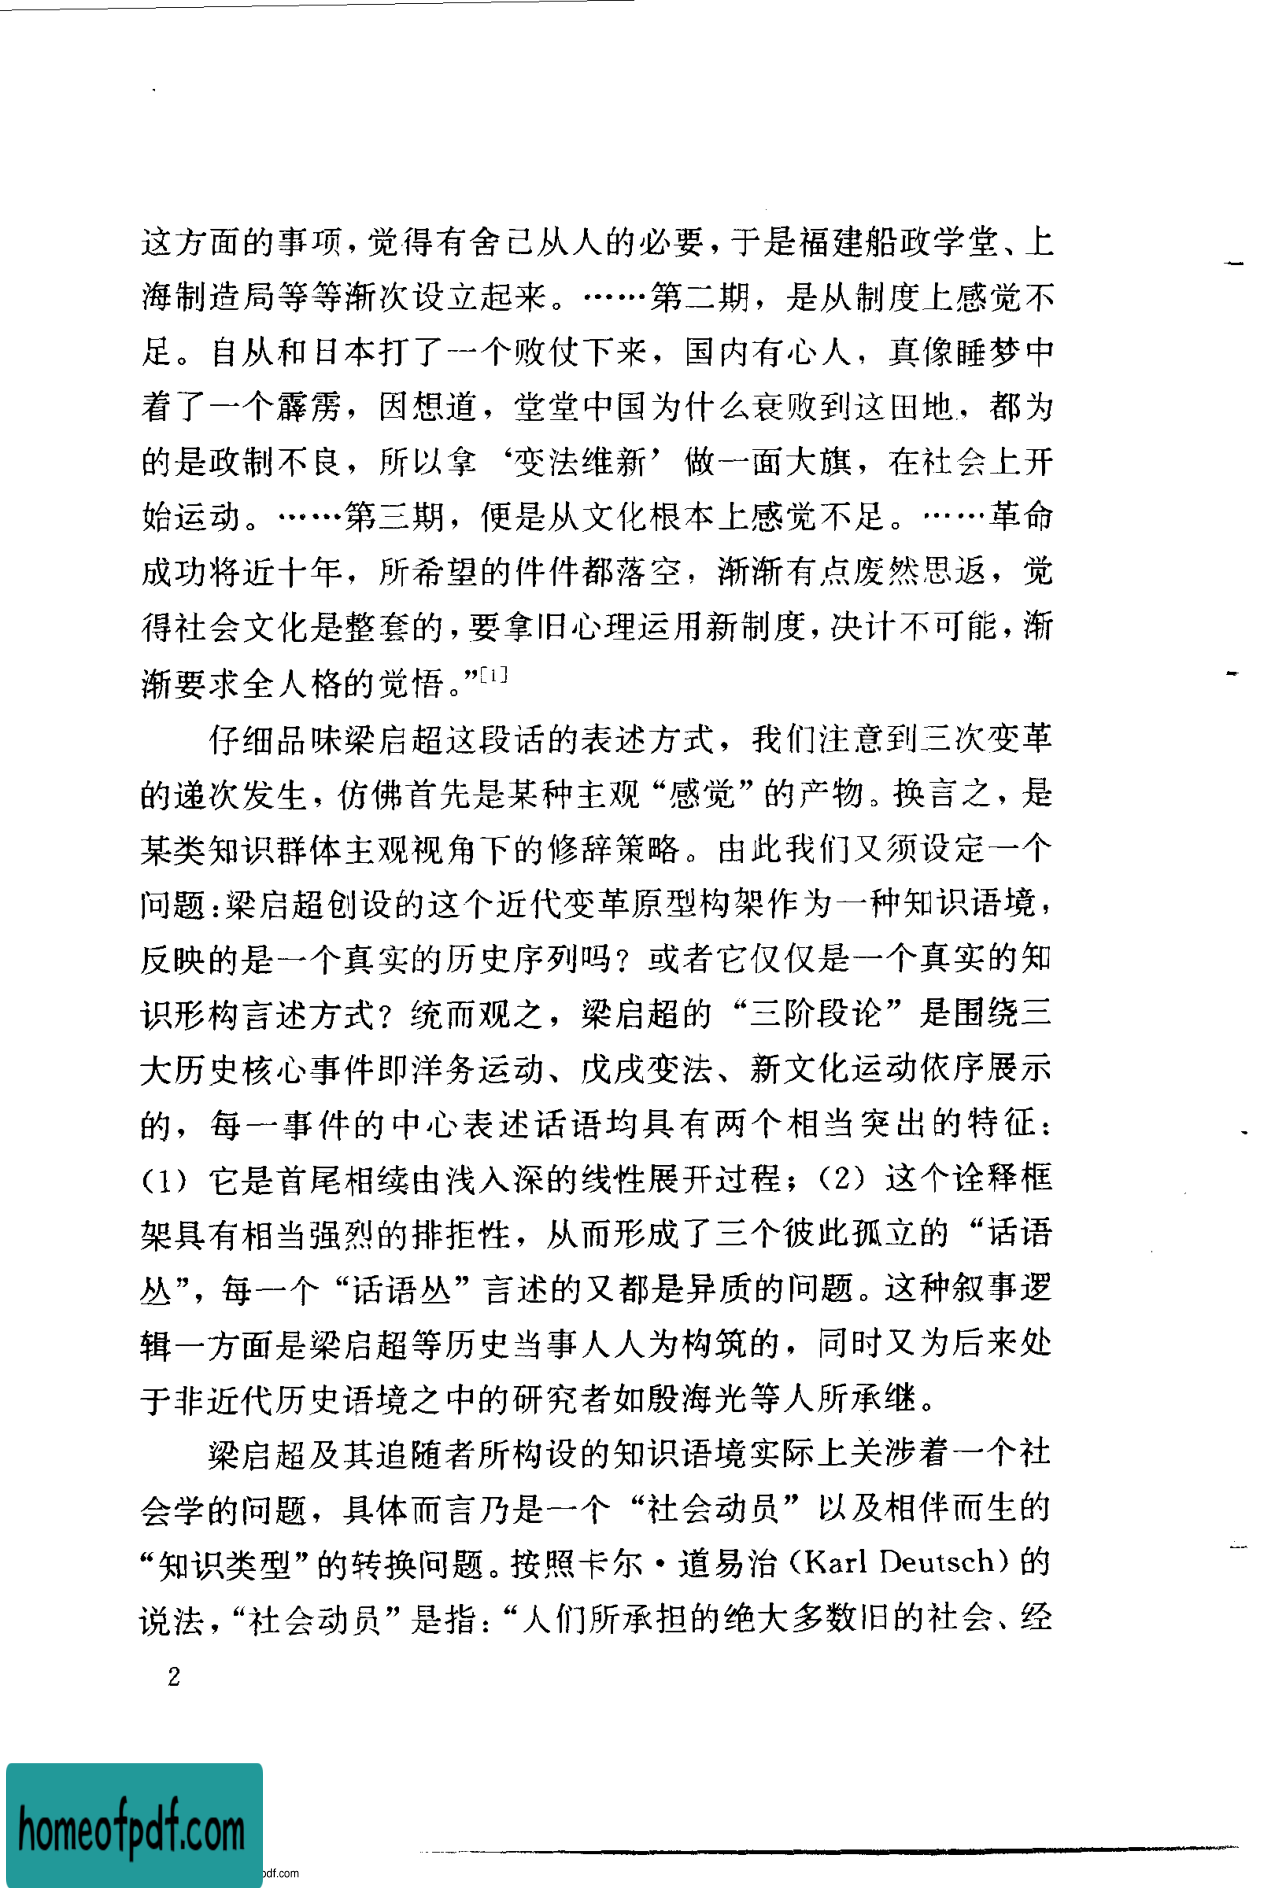 这方面的事项，觉得有舍己从人的必要，于是福建船政学堂、上
海制造局等等渐次设立起来。……第二期，是从制度上感觉不
足。自从和日本打了一个败仗下来，国内有心人，真像睡梦中
着了一个霹雳，因想道，堂堂中国为什么衰败到这田地，都为
的是政制不良，所以拿‘变法维新’做一面大旗，在社会上开
始运动。……第三期，便是从文化根本上感觉不足。……革命
成功将近十年，所希望的件件都落空，渐渐有点废然思返，觉
得社会文化是整套的，要拿旧心理运用新制度，决计不可能，渐
渐要求全人格的觉悟。”[1]
仔细品味梁启超这段话的表述方式，我们注意到三次变革
的递次发生，仿佛首先是某种主观“感觉”的产物。换言之，是
某类知识群体主观视角下的修辞策略。由此我们又须设定一个
问题：梁启超创设的这个近代变革原型构架作为一种知识语境，
反映的是一个真实的历史序列吗？或者它仅仅是一个真实的知
识形构言述方式？统而观之，梁启超的“三阶段论”是围绕三
大历史核心事件即洋务运动、戊戌变法、新文化运动依序展示
的，每一事件的中心表述话语均具有两个相当突出的特征：
（1）它是首尾相续由浅入深的线性展开过程；（2）这个诠释框
架具有相当强烈的排拒性，从而形成了三个彼此孤立的“话语
丛”，每一个“话语丛”言述的又都是异质的问题。这种叙事逻
辑一方面是梁启超等历史当事人人为构筑的，同时又为后来处
于非近代历史语境之中的研究者如殷海光等人所承继。
梁启超及其追随者所构设的知识语境实际上关涉着一个社
会学的问题，具体而言乃是一个“社会动员”以及相伴而生的
“知识类型”的转换问题。按照卡尔·道易治（Karl Deutsch）的
说法，“社会动员”是指：“人们所承担的绝大多数旧的社会、经
2
homeofpdf.com
pdf.com